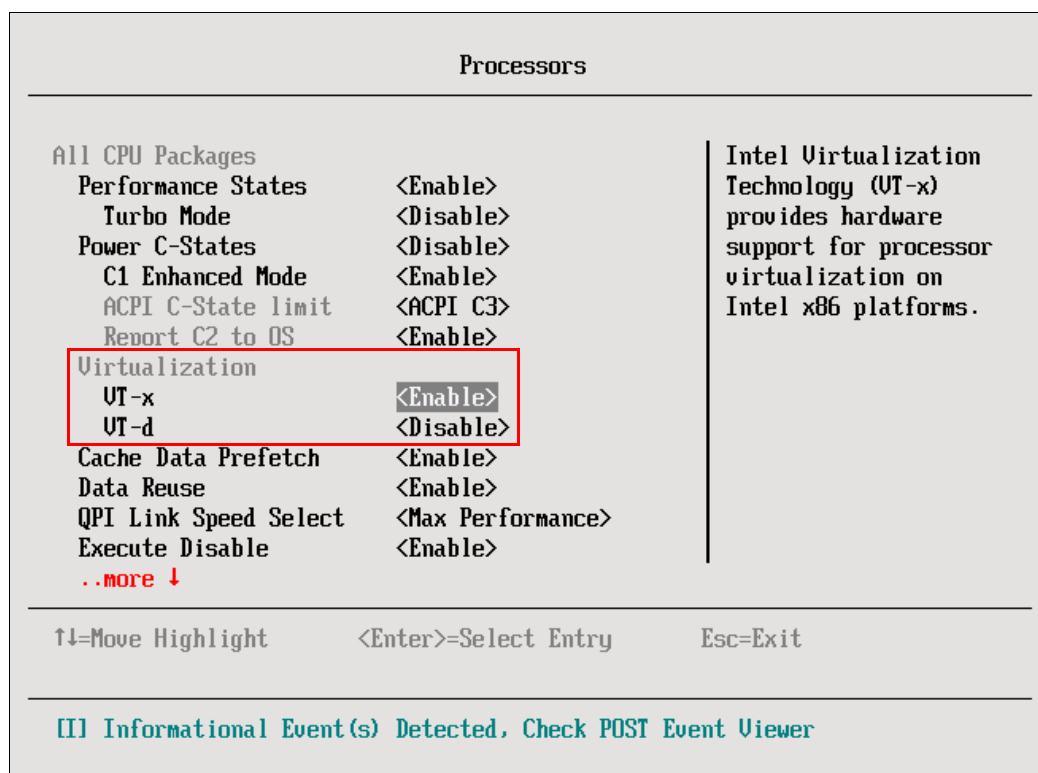 Processors
All CPU Packages
Performance States <Enable>
Turbo Mode <Disable>
Power C-States <Disable>
C1 Enhanced Mode <Enable>
ACPI C-State limit <ACPI C3>
Report C2 to OS <Enable>
Virtualization
VT-x <Enable>
VT-d <Disable>
Cache Data Prefetch <Enable>
Data Reuse <Enable>
QPI Link Speed Select <Max Performance>
Execute Disable <Enable>
..more ↓
Intel Virtualization
Technology (VT-x)
provides hardware
support for processor
virtualization on
Intel x86 platforms.
↑↓=Move Highlight <Enter>=Select Entry Esc=Exit
[I] Informational Event(s) Detected, Check POST Event Viewer